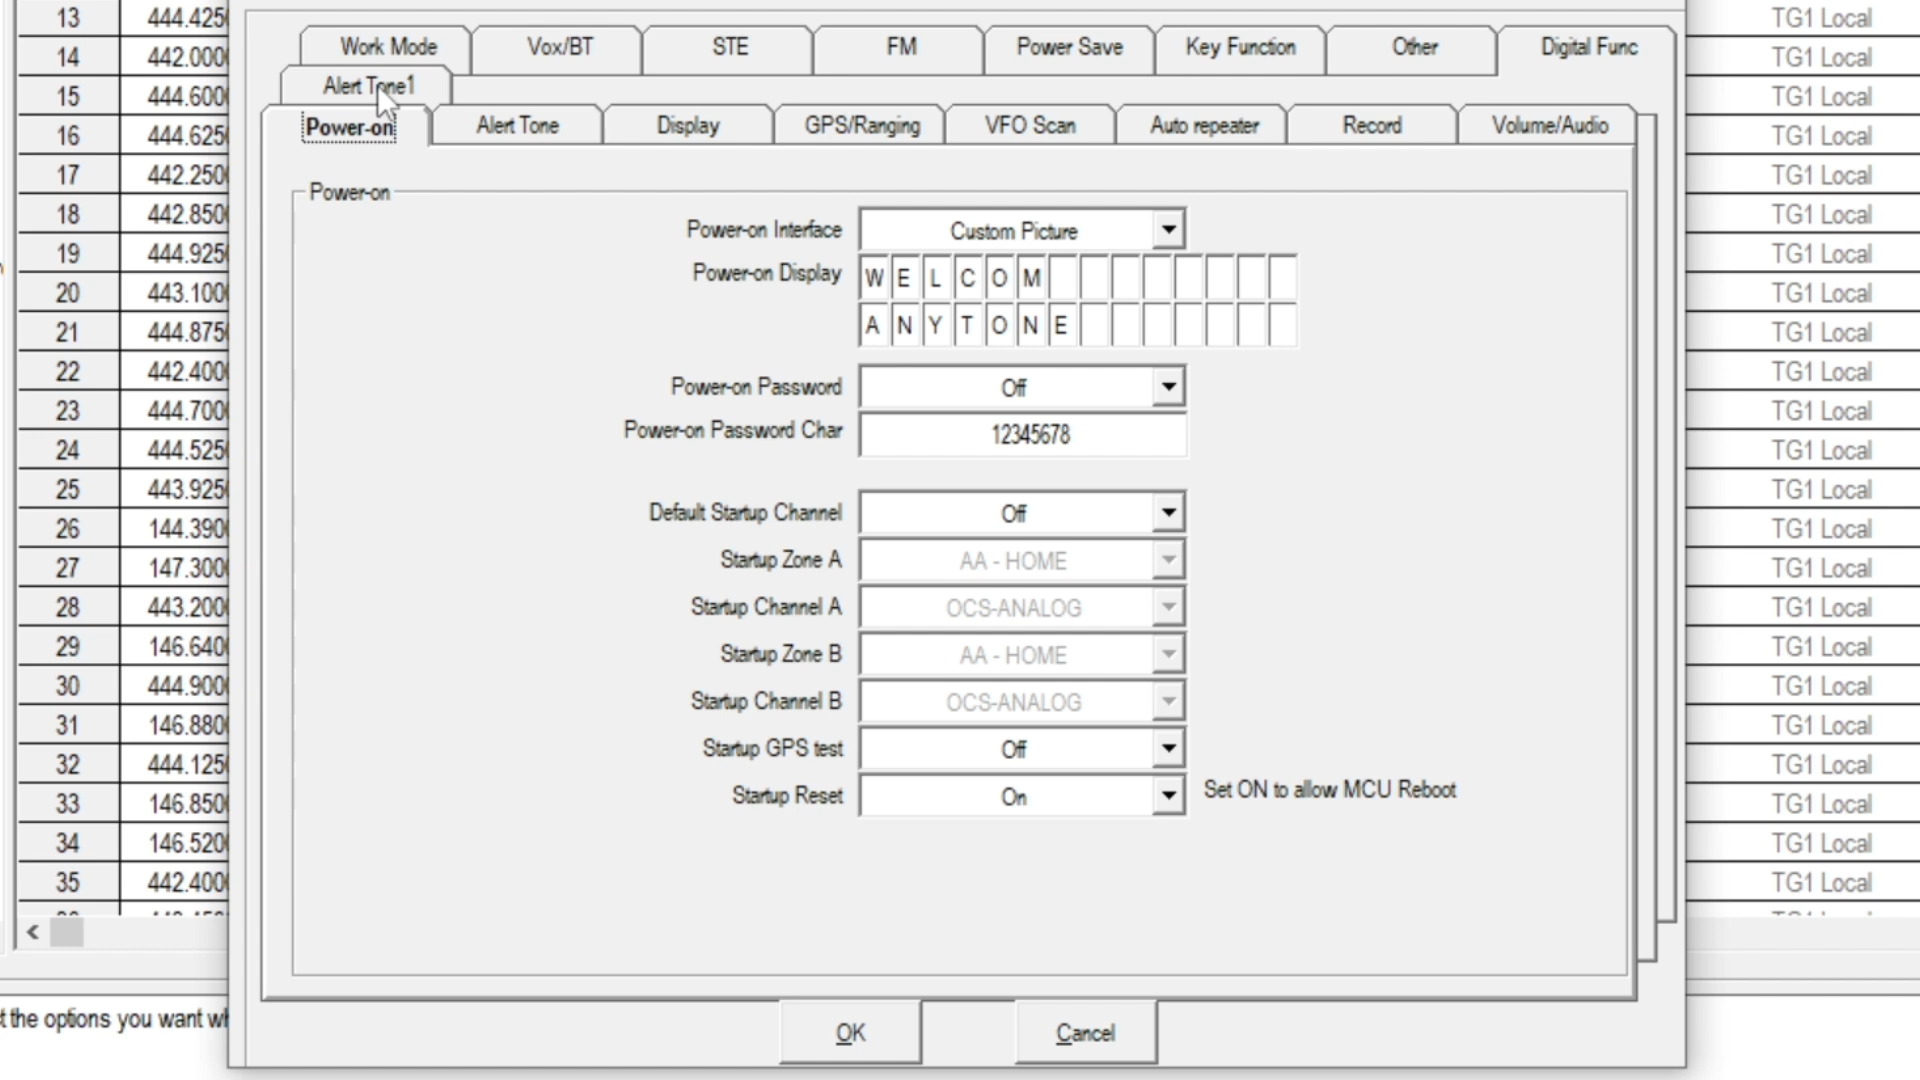 13 444.425 TG1 Local
14 442.000 TG1 Local
15 444.600 TG1 Local
16 444.625 TG1 Local
17 442.250 TG1 Local
18 442.850 TG1 Local
19 444.925 TG1 Local
20 443.100 TG1 Local
21 444.875 TG1 Local
22 442.400 TG1 Local
23 444.700 TG1 Local
24 444.525 TG1 Local
25 443.925 TG1 Local
26 144.390 TG1 Local
27 147.300 TG1 Local
28 443.200 TG1 Local
29 146.640 TG1 Local
30 444.900 TG1 Local
31 146.880 TG1 Local
32 444.125 TG1 Local
33 146.850 TG1 Local
34 146.520 TG1 Local
35 442.400 TG1 Local
Work Mode Vox/BT STE FM Power Save Key Function Other Digital Func
Alert Tone1
Power-on Alert Tone Display GPS/Ranging VFO Scan Auto repeater Record Volume/Audio
Power-on
Power-on Interface Custom Picture
Power-on Display W E L C O M
A N Y T O N E
Power-on Password Off
Power-on Password Char 12345678
Default Startup Channel Off
Startup Zone A AA - HOME
Startup Channel A OCS-ANALOG
Startup Zone B AA - HOME
Startup Channel B OCS-ANALOG
Startup GPS test Off
Startup Reset On Set ON to allow MCU Reboot
the options you want
OK Cancel